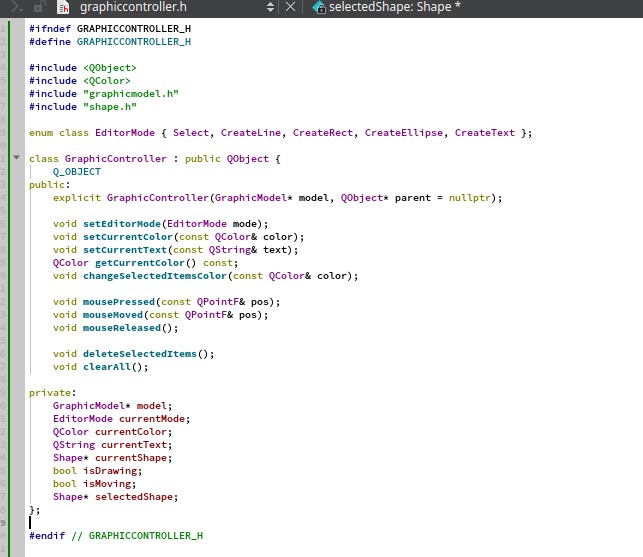 graphiccontroller.h
selectedShape: Shape *
#ifndef GRAPHICCONTROLLER_H
#define GRAPHICCONTROLLER_H
#include <QObject>
#include <QColor>
#include "graphicmodel.h"
#include "shape.h"
enum class EditorMode { Select, CreateLine, CreateRect, CreateEllipse, CreateText };
class GraphicController : public QObject {
Q_OBJECT
public:
explicit GraphicController(GraphicModel* model, QObject* parent = nullptr);
void setEditorMode(EditorMode mode);
void setCurrentColor(const QColor& color);
void setCurrentText(const QString& text);
QColor getCurrentColor() const;
void changeSelectedItemsColor(const QColor& color);
void mousePressed(const QPointF& pos);
void mouseMoved(const QPointF& pos);
void mouseReleased();
void deleteSelectedItems();
void clearAll();
private:
GraphicModel* model;
EditorMode currentMode;
QColor currentColor;
QString currentText;
Shape* currentShape;
bool isDrawing;
bool isMoving;
Shape* selectedShape;
};
#endif // GRAPHICCONTROLLER_H